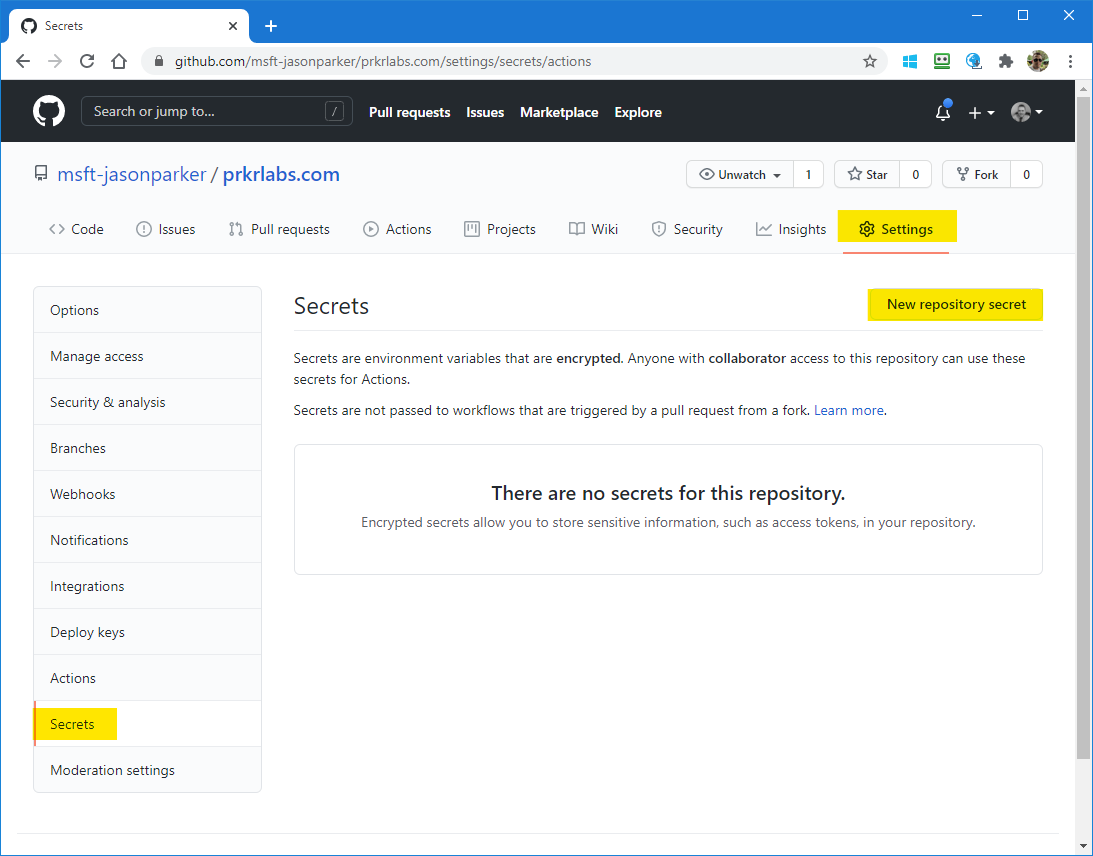 Secrets
github.com/msft-jasonparker/prkrlabs.com/settings/secrets/actions
Search or jump to... / Pull requests Issues Marketplace Explore
msft-jasonparker / prkrlabs.com Unwatch 1 Star 0 Fork 0
Code Issues Pull requests Actions Projects Wiki Security Insights Settings
Options
Manage access
Security & analysis
Branches
Webhooks
Notifications
Integrations
Deploy keys
Actions
Secrets
Moderation settings
Secrets New repository secret
Secrets are environment variables that are encrypted. Anyone with collaborator access to this repository can use these
secrets for Actions.
Secrets are not passed to workflows that are triggered by a pull request from a fork. Learn more.
There are no secrets for this repository.
Encrypted secrets allow you to store sensitive information, such as access tokens, in your repository.